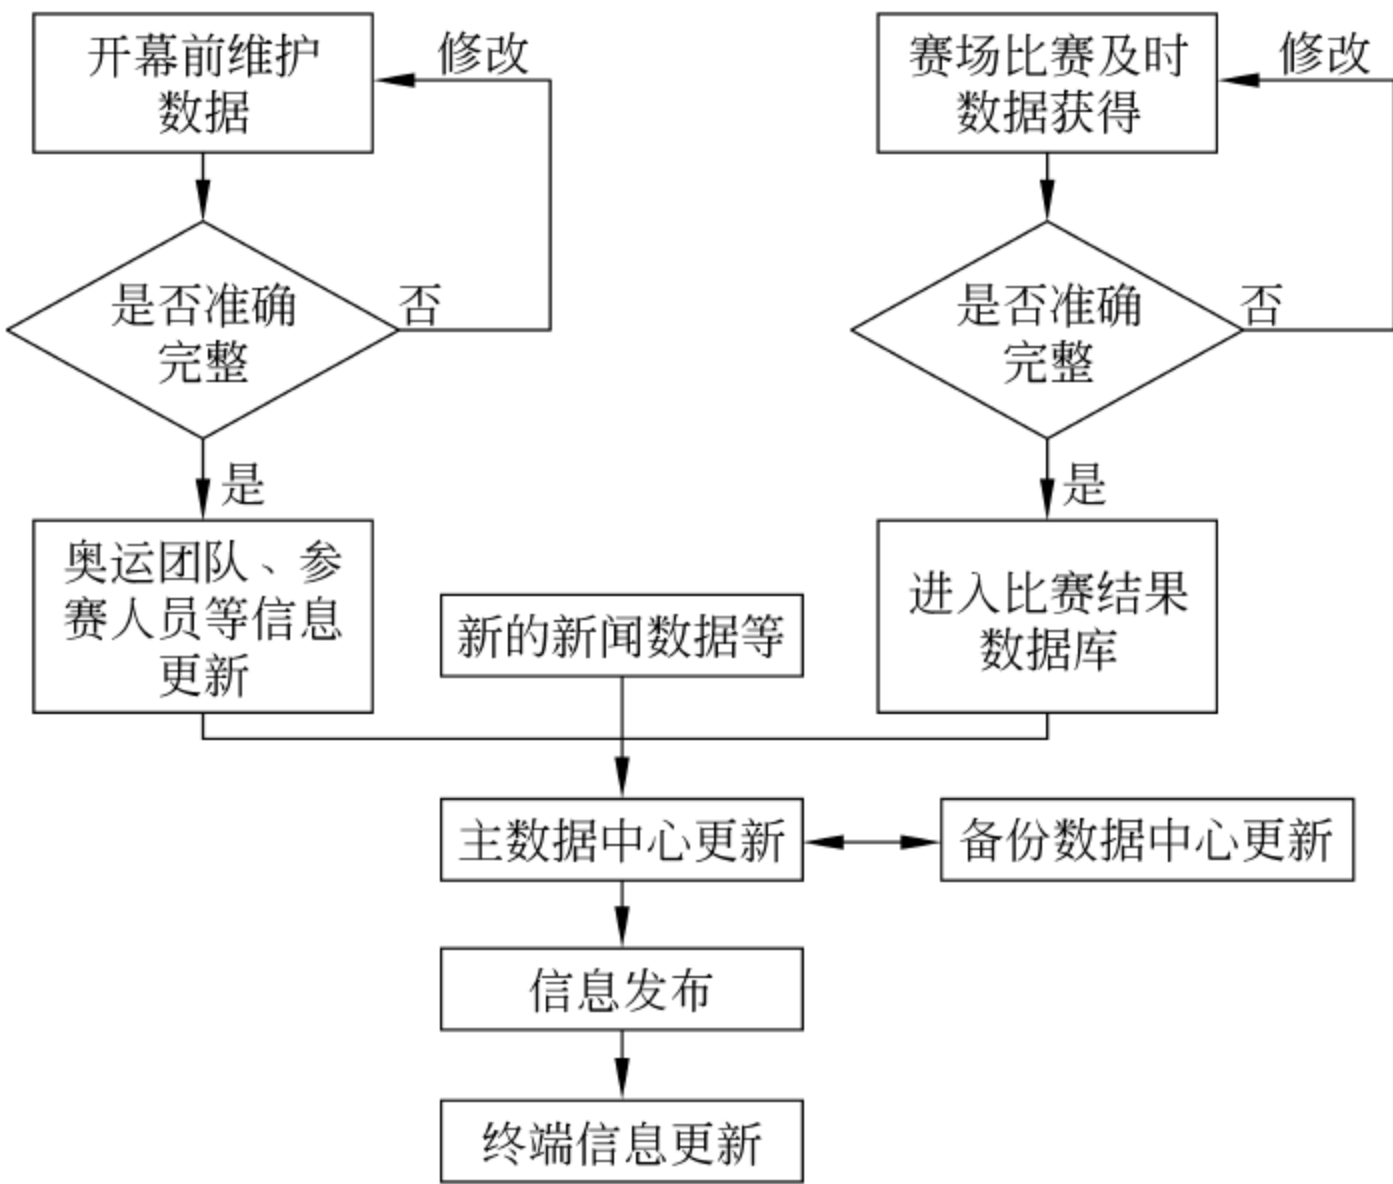 开幕前维护
数据
修改
是否准确
完整
否
是
奥运团队、参
赛人员等信息
更新
赛场比赛及时
数据获得
修改
是否准确
完整
否
是
进入比赛结果
数据库
新的新闻数据等
主数据中心更新
备份数据中心更新
信息发布
终端信息更新